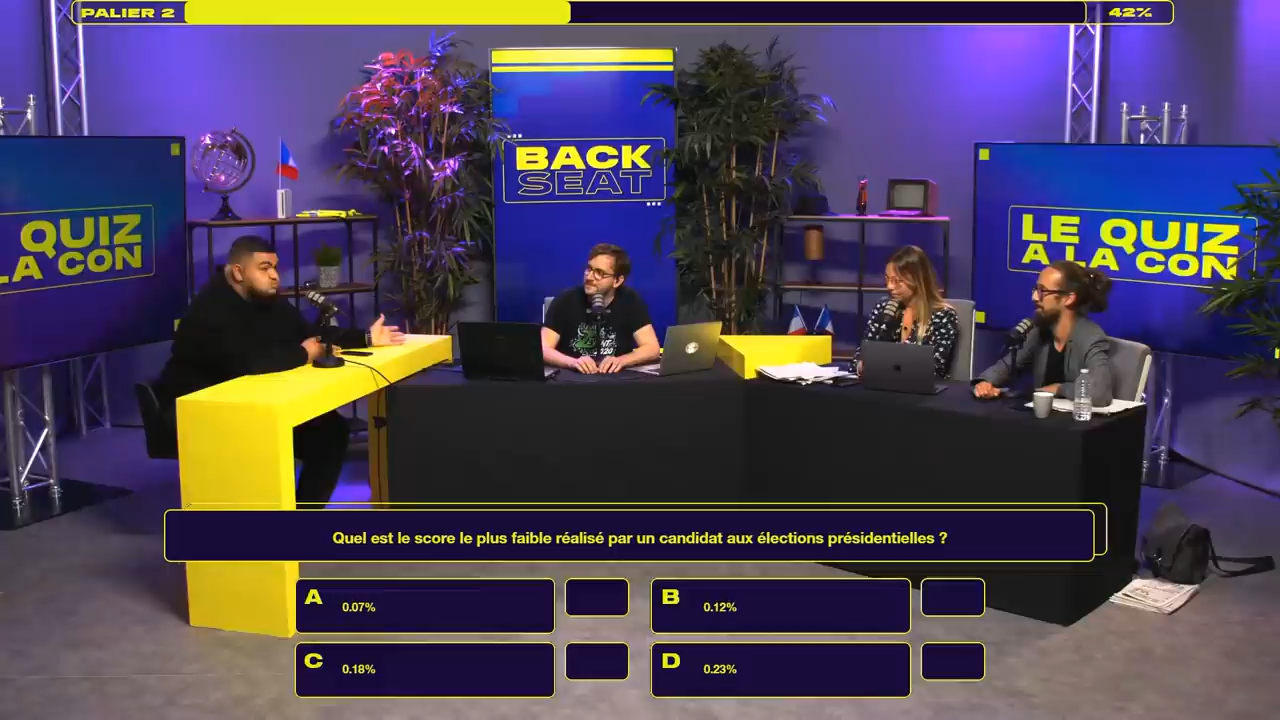 PALIER 2
42%
BACK
SEAT
QUIZ
LA CON
LE QUIZ
A LA CON
Quel est le score le plus faible réalisé par un candidat aux élections présidentielles ?
A 0.07%
B 0.12%
C 0.18%
D 0.23%